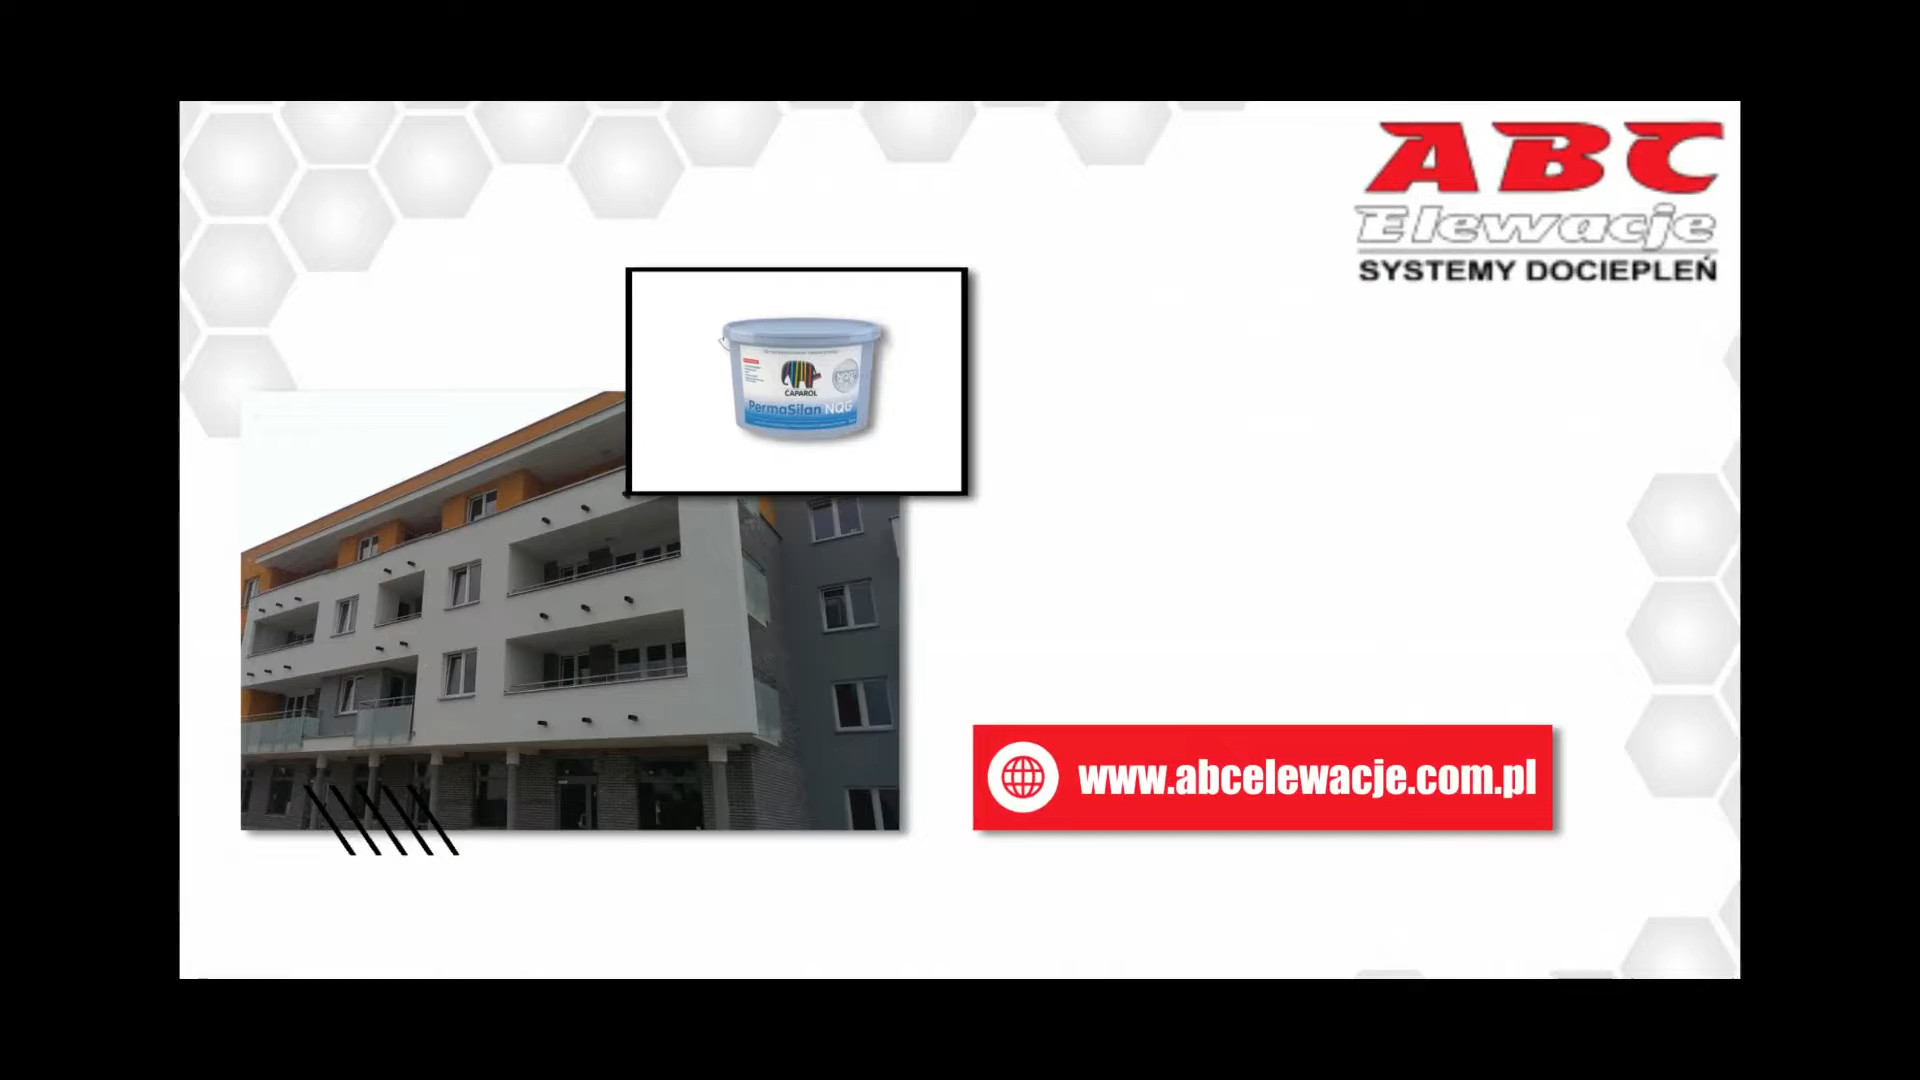 ABC
Elewacje
SYSTEMY DOCIEPLEŃ
CAPAROL
PermaSilan NQG
www.abcelewacje.com.pl